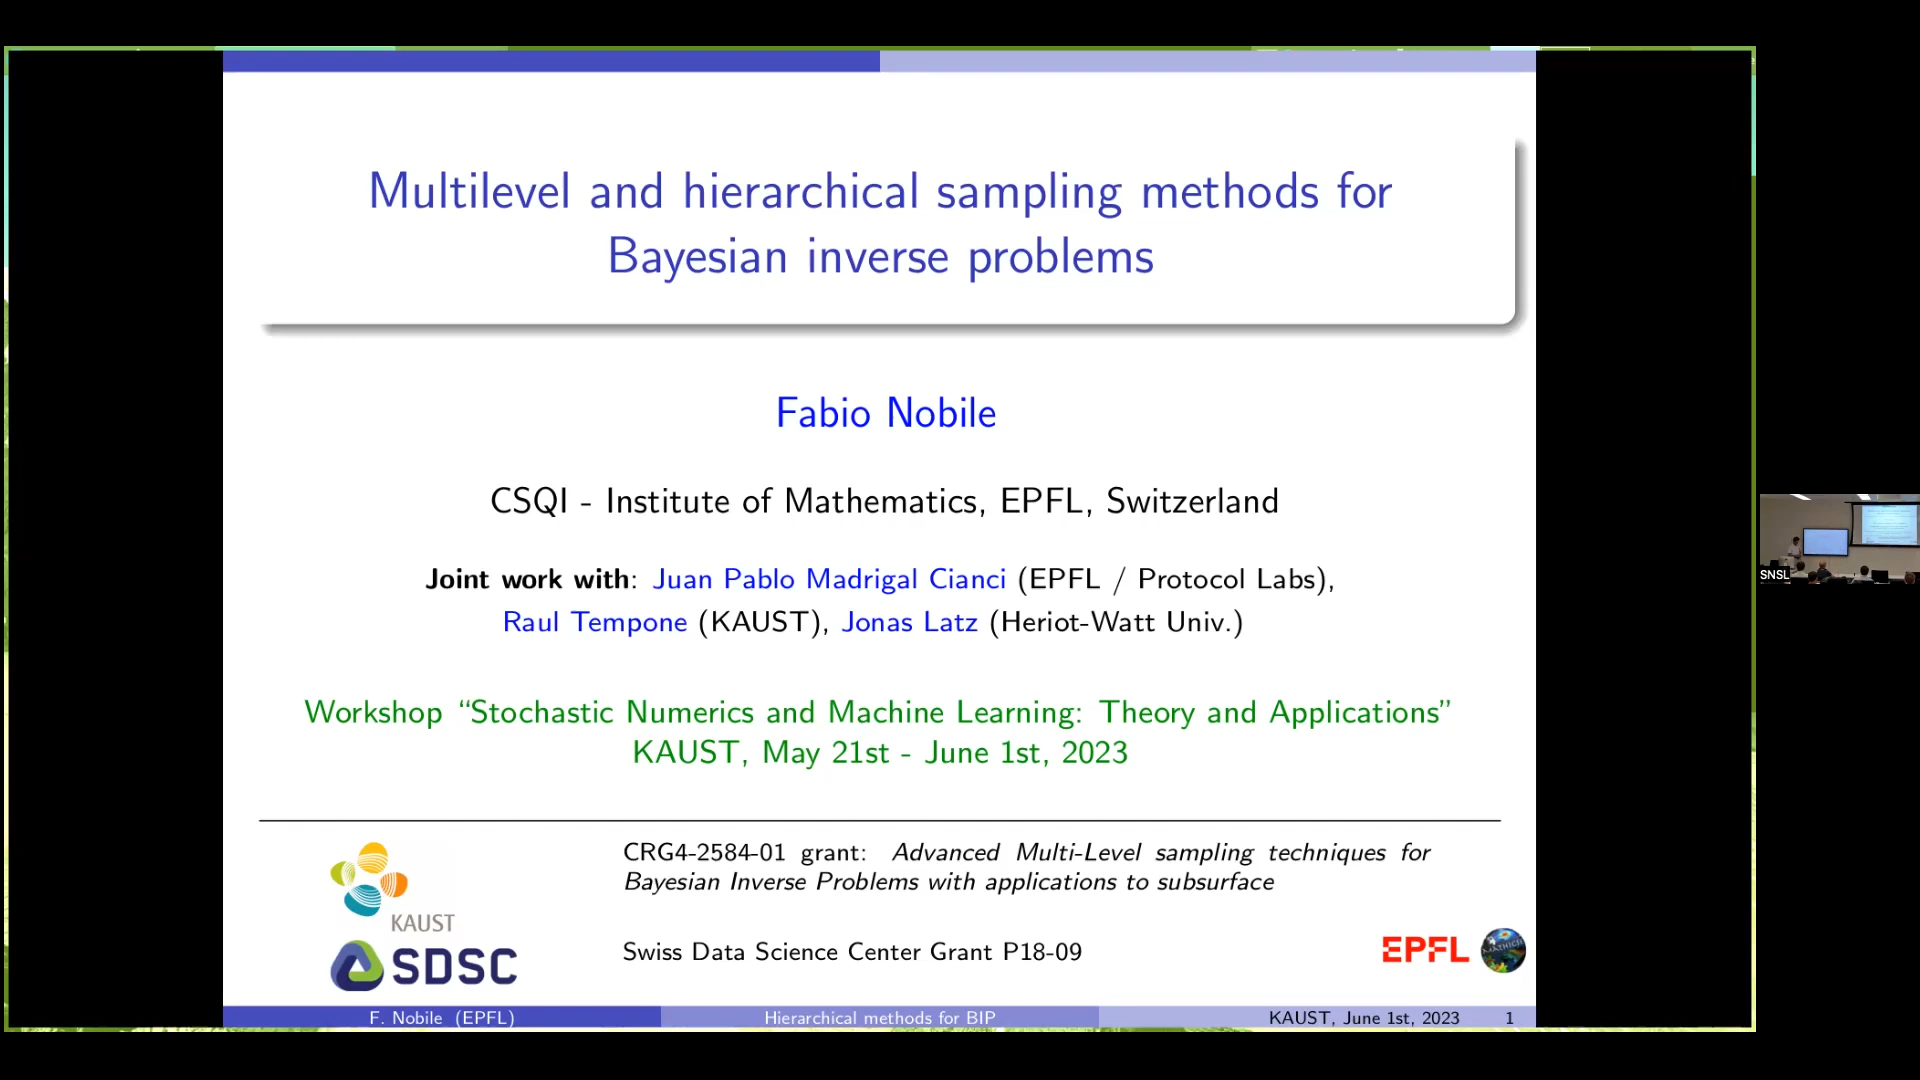 Multilevel and hierarchical sampling methods for
Bayesian inverse problems
Fabio Nobile
CSQI - Institute of Mathematics, EPFL, Switzerland
Joint work with: Juan Pablo Madrigal Cianci (EPFL / Protocol Labs),
Raul Tempone (KAUST), Jonas Latz (Heriot-Watt Univ.)
Workshop “Stochastic Numerics and Machine Learning: Theory and Applications”
KAUST, May 21st - June 1st, 2023
CRG4-2584-01 grant: Advanced Multi-Level sampling techniques for
Bayesian Inverse Problems with applications to subsurface
KAUST
SDSC
Swiss Data Science Center Grant P18-09
EPFL
MATHICSE
F. Nobile (EPFL)
Hierarchical methods for BIP
KAUST, June 1st, 2023 1
SNSL